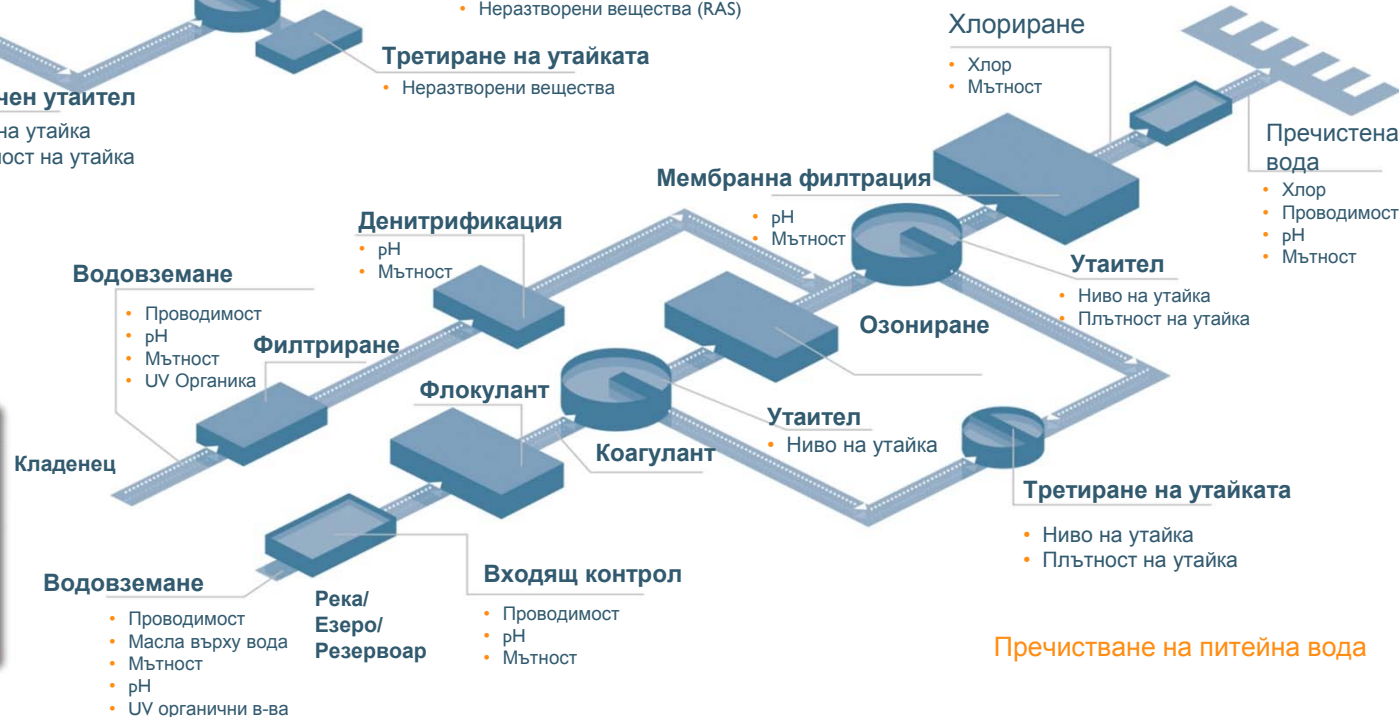 • Неразтворени вещества (RAS)
Третиране на утайката
• Неразтворени вещества
чен утаител
на утайка
ост на утайка
Хлориране
• Хлор
• Мътност
Пречистена
вода
• Хлор
• Проводимост
• pH
• Мътност
Мембранна филтрация
• pH
• Мътност
Денитрификация
• pH
• Мътност
Утаител
• Ниво на утайка
• Плътност на утайка
Водовземане
• Проводимост
• pH
• Мътност
• UV Органика
Филтриране
Озониране
Флокулант
Утаител
• Ниво на утайка
Коагулант
Кладенец
Третиране на утайката
• Ниво на утайка
• Плътност на утайка
Водовземане
• Проводимост
• Масла върху вода
• Мътност
• pH
• UV органични в-ва
Река/
Езеро/
Резервоар
Входящ контрол
• Проводимост
• pH
• Мътност
Пречистване на питейна вода